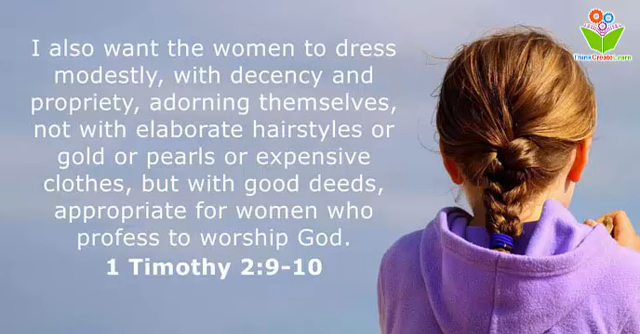 I also want the women to dress
modestly, with decency and
propriety, adorning themselves,
not with elaborate hairstyles or
gold or pearls or expensive
clothes, but with good deeds,
appropriate for women who
profess to worship God.
1 Timothy 2:9-10
ThinkCreateLearn